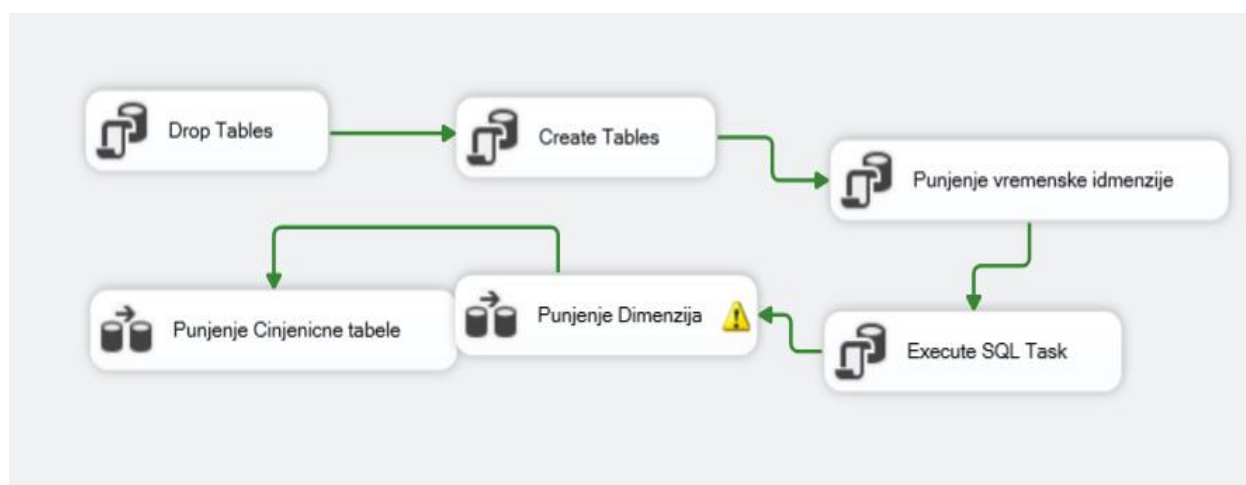 Drop Tables
Create Tables
Punjenje vremenske idmenzije
Execute SQL Task
Punjenje Dimenzija
Punjenje Cinjenicne tabele